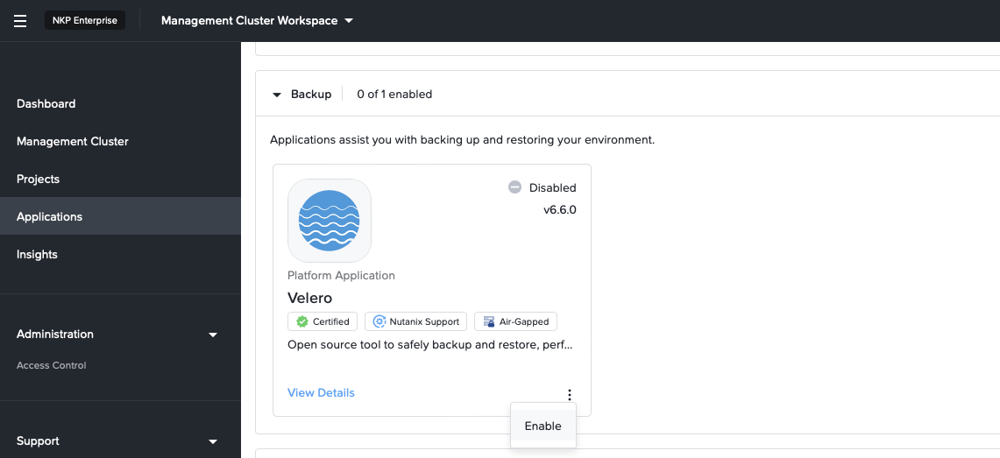 NKP Enterprise
Management Cluster Workspace
Dashboard
Management Cluster
Projects
Applications
Insights
Administration
Access Control
Support
Backup
0 of 1 enabled
Applications assist you with backing up and restoring your environment.
Disabled
v6.6.0
Platform Application
Velero
Certified
Nutanix Support
Air-Gapped
Open source tool to safely backup and restore, perf...
View Details
Enable